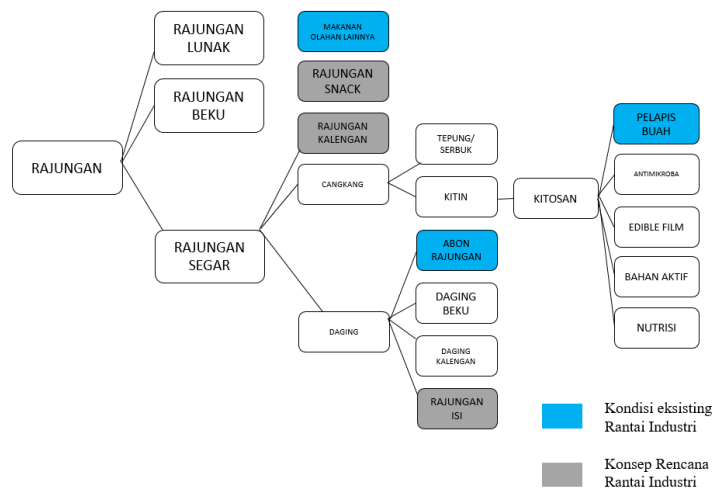 RAJUNGAN
RAJUNGAN
LUNAK
RAJUNGAN
BEKU
RAJUNGAN
SEGAR
MAKANAN
OLAHAN LAINNYA
RAJUNGAN
SNACK
RAJUNGAN
KALENGAN
CANGKANG
DAGING
TEPUNG/
SERBUK
KITIN
ABON
RAJUNGAN
DAGING
BEKU
DAGING
KALENGAN
RAJUNGAN
ISI
KITOSAN
PELAPIS
BUAH
ANTIMIKROBA
EDIBLE FILM
BAHAN AKTIF
NUTRISI
Kondisi eksisting
Rantai Industri
Konsep Rencana
Rantai Industri